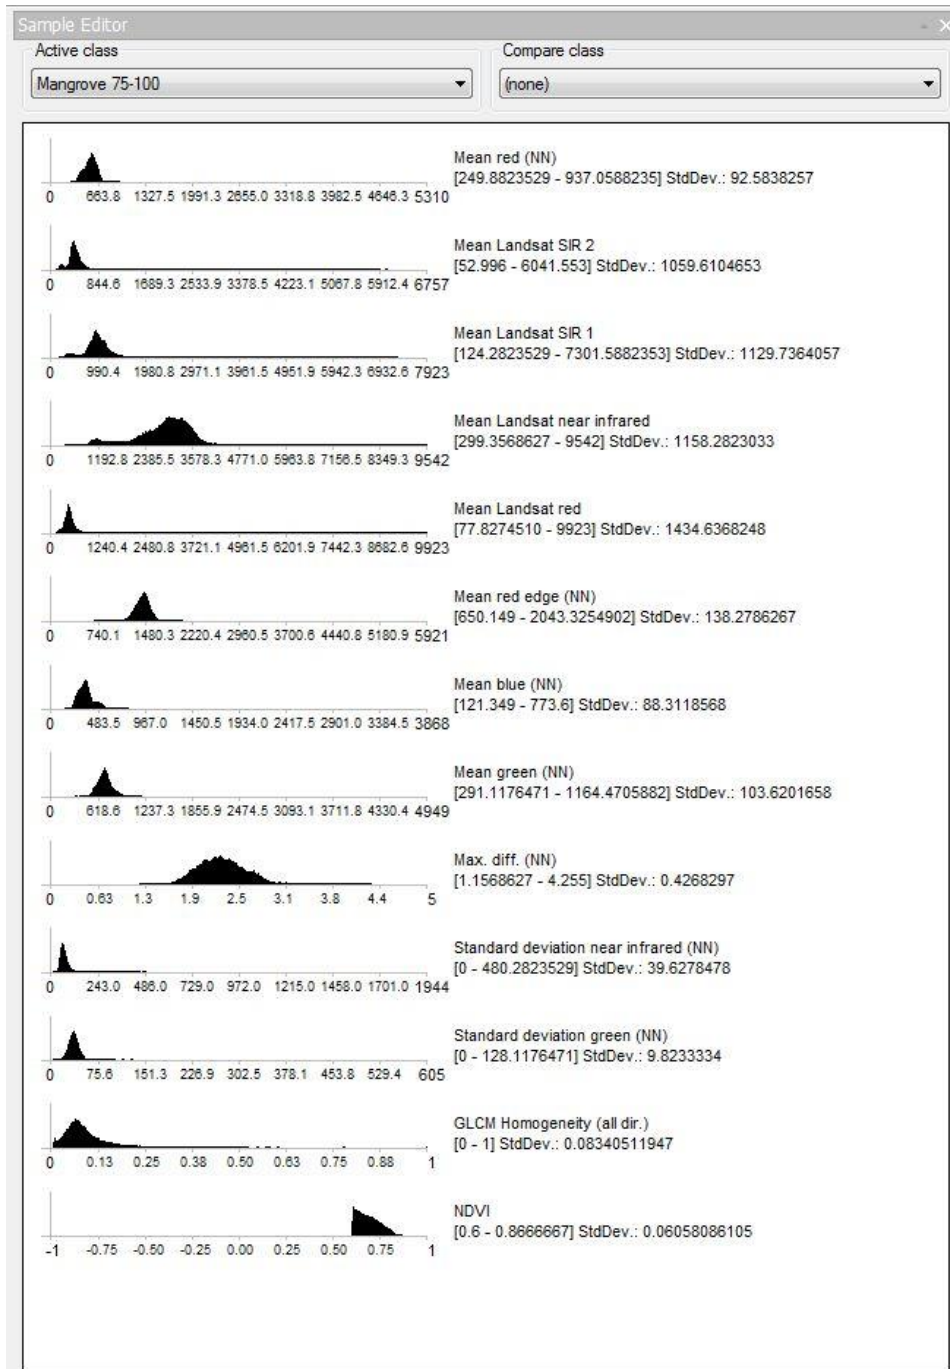 Sample Editor
Active class
Compare class
Mangrove 75-100
(none)
Mean red (NN)
[249.8823529 - 937.0588235] StdDev.: 92.5838257
0 663.8 1327.5 1991.3 2655.0 3318.8 3982.5 4646.3 5310
Mean Landsat SIR 2
[52.996 - 6041.553] StdDev.: 1059.6104653
0 844.6 1689.3 2533.9 3378.5 4223.1 5067.8 5912.4 6757
Mean Landsat SIR 1
[124.2823529 - 7301.5882353] StdDev.: 1129.7364057
0 990.4 1980.8 2971.1 3961.5 4951.9 5942.3 6932.6 7923
Mean Landsat near infrared
[299.3568627 - 9542] StdDev.: 1158.2823033
0 1192.8 2385.5 3578.3 4771.0 5963.8 7156.5 8349.3 9542
Mean Landsat red
[77.8274510 - 9923] StdDev.: 1434.6368248
0 1240.4 2480.8 3721.1 4961.5 6201.9 7442.3 8682.6 9923
Mean red edge (NN)
[650.149 - 2043.3254902] StdDev.: 138.2786267
0 740.1 1480.3 2220.4 2960.5 3700.6 4440.8 5180.9 5921
Mean blue (NN)
[121.349 - 773.6] StdDev.: 88.3118568
0 483.5 967.0 1450.5 1934.0 2417.5 2901.0 3384.5 3868
Mean green (NN)
[291.1176471 - 1164.4705882] StdDev.: 103.6201658
0 618.6 1237.3 1855.9 2474.5 3093.1 3711.8 4330.4 4949
Max. diff. (NN)
[1.1568627 - 4.255] StdDev.: 0.4268297
0 0.63 1.3 1.9 2.5 3.1 3.8 4.4 5
Standard deviation near infrared (NN)
[0 - 480.2823529] StdDev.: 39.6278478
0 243.0 486.0 729.0 972.0 1215.0 1458.0 1701.0 1944
Standard deviation green (NN)
[0 - 128.1176471] StdDev.: 9.8233334
0 75.6 151.3 226.9 302.5 378.1 453.8 529.4 605
GLCM Homogeneity (all dir.)
[0 - 1] StdDev.: 0.08340511947
0 0.13 0.25 0.38 0.50 0.63 0.75 0.88 1
NDVI
[0.6 - 0.8666667] StdDev.: 0.06058086105
-1 -0.75 -0.50 -0.25 0.00 0.25 0.50 0.75 1